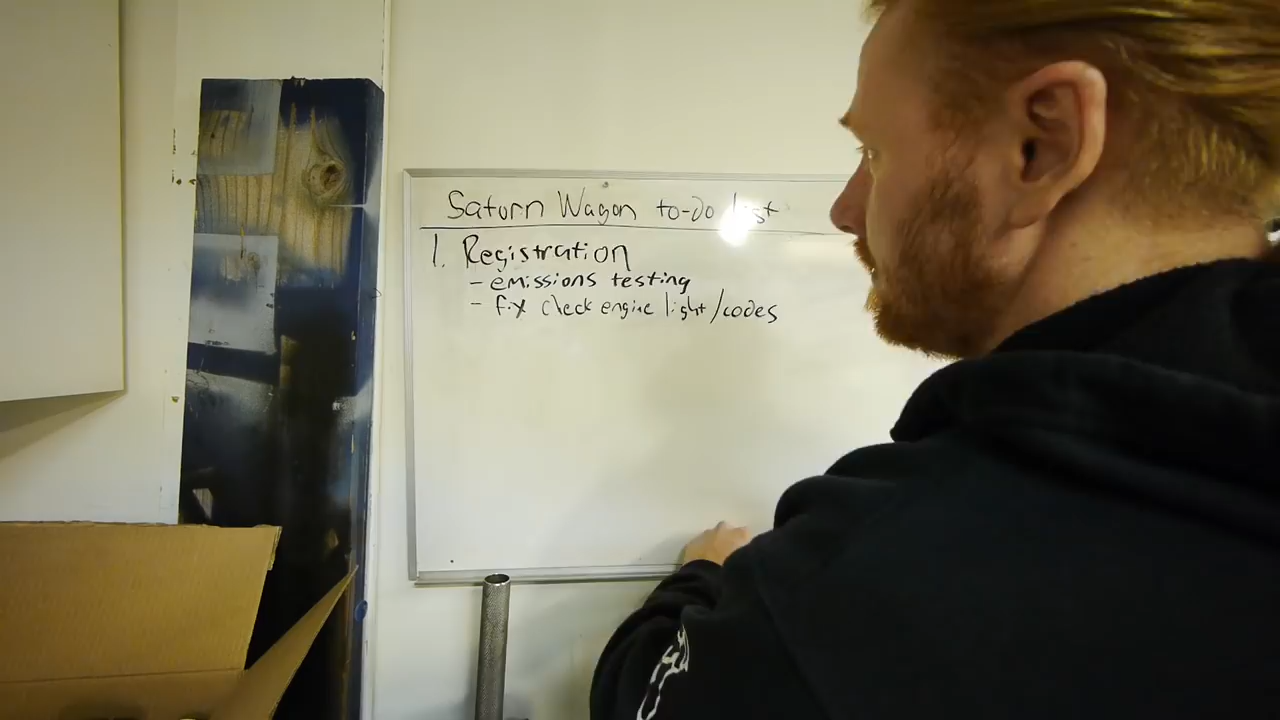 Saturn Wagon to-do list
1. Registration
- emissions testing
- fix check engine light/codes